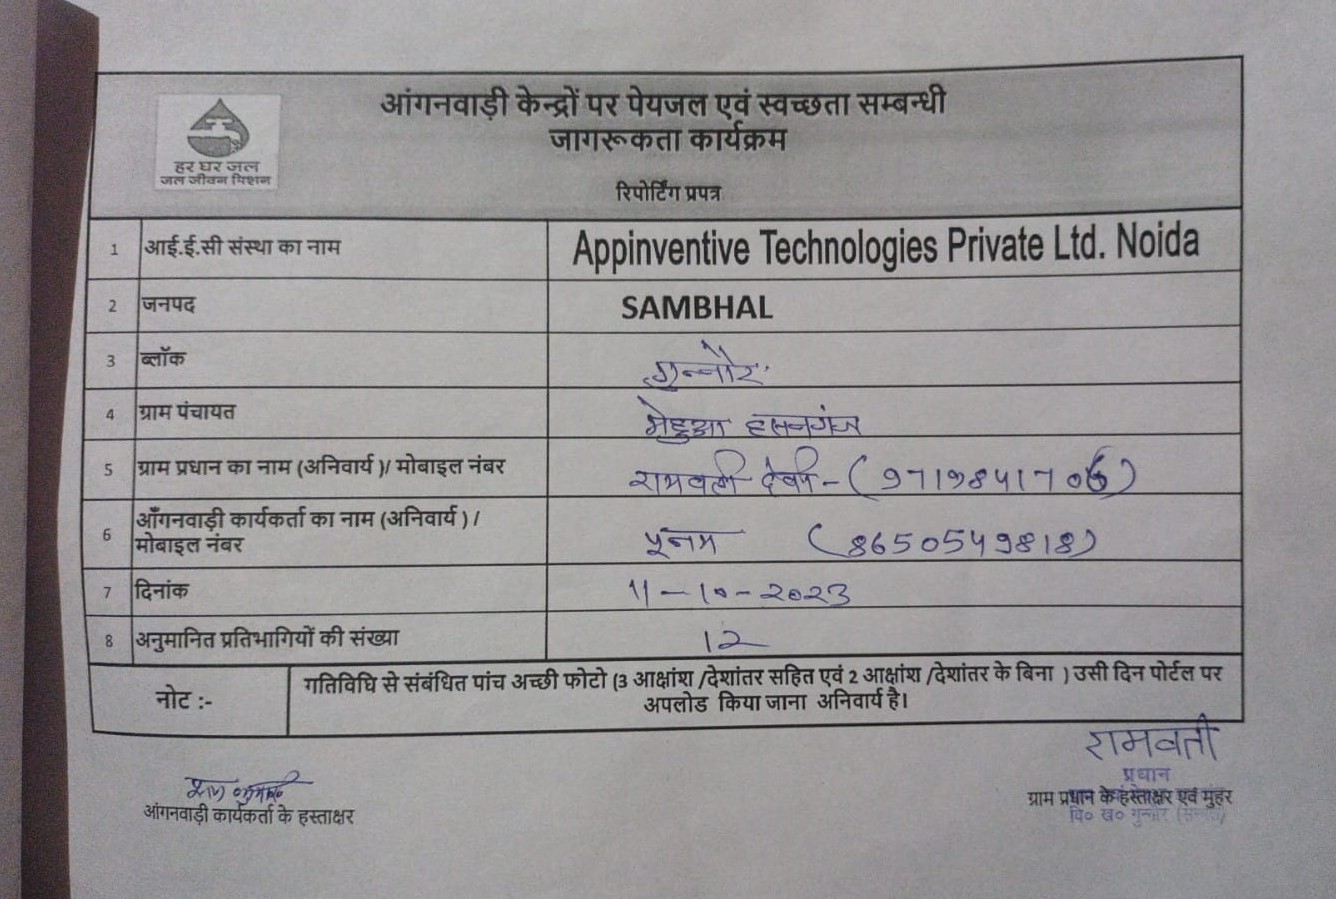 हर घर जल
जल जीवन मिशन
आंगनवाड़ी केन्द्रों पर पेयजल एवं स्वच्छता सम्बन्धी
जागरूकता कार्यक्रम
रिपोर्टिंग प्रपत्र
1 आई.ई.सी संस्था का नाम Appinventive Technologies Private Ltd. Noida
2 जनपद SAMBHAL
3 ब्लॉक गुन्नौर
4 ग्राम पंचायत मेहुआ हसनगंज
5 ग्राम प्रधान का नाम (अनिवार्य )/ मोबाइल नंबर रामवती देवी - (9719841706)
6 आँगनवाड़ी कार्यकर्ता का नाम (अनिवार्य ) /
मोबाइल नंबर पूनम (8650549818)
7 दिनांक 11-10-2023
8 अनुमानित प्रतिभागियों की संख्या 12
नोट :- गतिविधि से संबंधित पांच अच्छी फोटो (3 आक्षांश /देशांतर सहित एवं 2 आक्षांश /देशांतर के बिना ) उसी दिन पोर्टल पर
अपलोड किया जाना अनिवार्य है।
रामवती
प्रधान
आंगनवाड़ी कार्यकर्ता के हस्ताक्षर
ग्राम प्रधान के हस्ताक्षर एवं मुहर
वि० ख० गुन्नौर